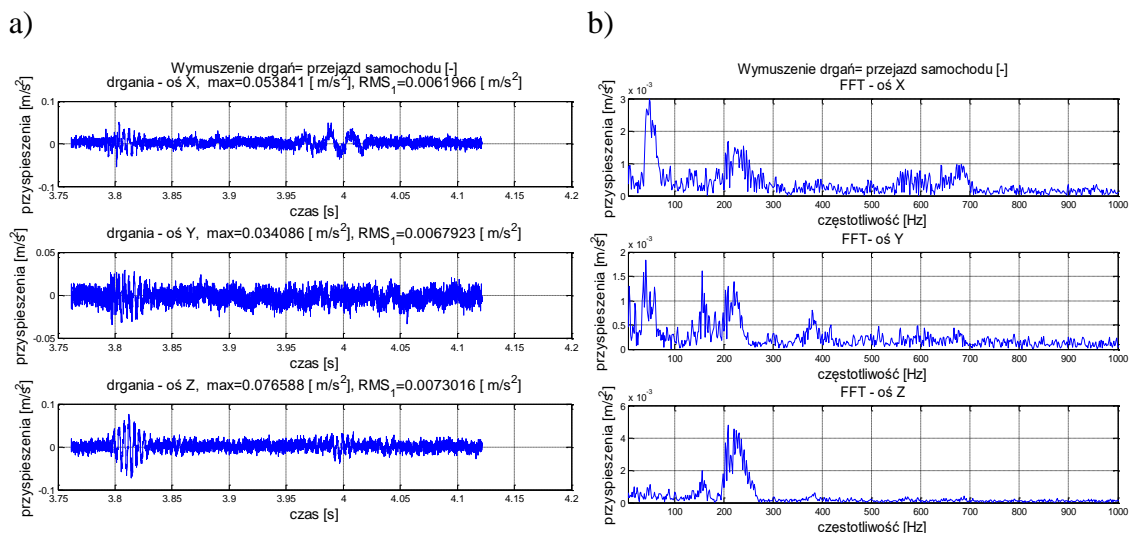 a)
Wymuszenie drgań= przejazd samochodu [-]
drgania - oś X, max=0.053841 [ m/s²], RMS₁=0.0061966 [ m/s²]
przyspieszenia [m/s²]
0.1
0
-0.1
3.75 3.8 3.85 3.9 3.95 4 4.05 4.1 4.15 4.2
czas [s]
drgania - oś Y, max=0.034086 [ m/s²], RMS₁=0.0067923 [ m/s²]
przyspieszenia [m/s²]
0.05
0
-0.05
3.75 3.8 3.85 3.9 3.95 4 4.05 4.1 4.15 4.2
czas [s]
drgania - oś Z, max=0.076588 [ m/s²], RMS₁=0.0073016 [ m/s²]
przyspieszenia [m/s²]
0.1
0
-0.1
3.75 3.8 3.85 3.9 3.95 4 4.05 4.1 4.15 4.2
czas [s]
b)
Wymuszenie drgań= przejazd samochodu [-]
FFT - oś X
x 10⁻³
przyspieszenia [m/s²]
3
2
1
0
100 200 300 400 500 600 700 800 900 1000
częstotliwość [Hz]
FFT- oś Y
x 10⁻³
przyspieszenia [m/s²]
2
1.5
1
0.5
0
100 200 300 400 500 600 700 800 900 1000
częstotliwość [Hz]
FFT - oś Z
x 10⁻³
przyspieszenia [m/s²]
6
4
2
0
100 200 300 400 500 600 700 800 900 1000
częstotliwość [Hz]